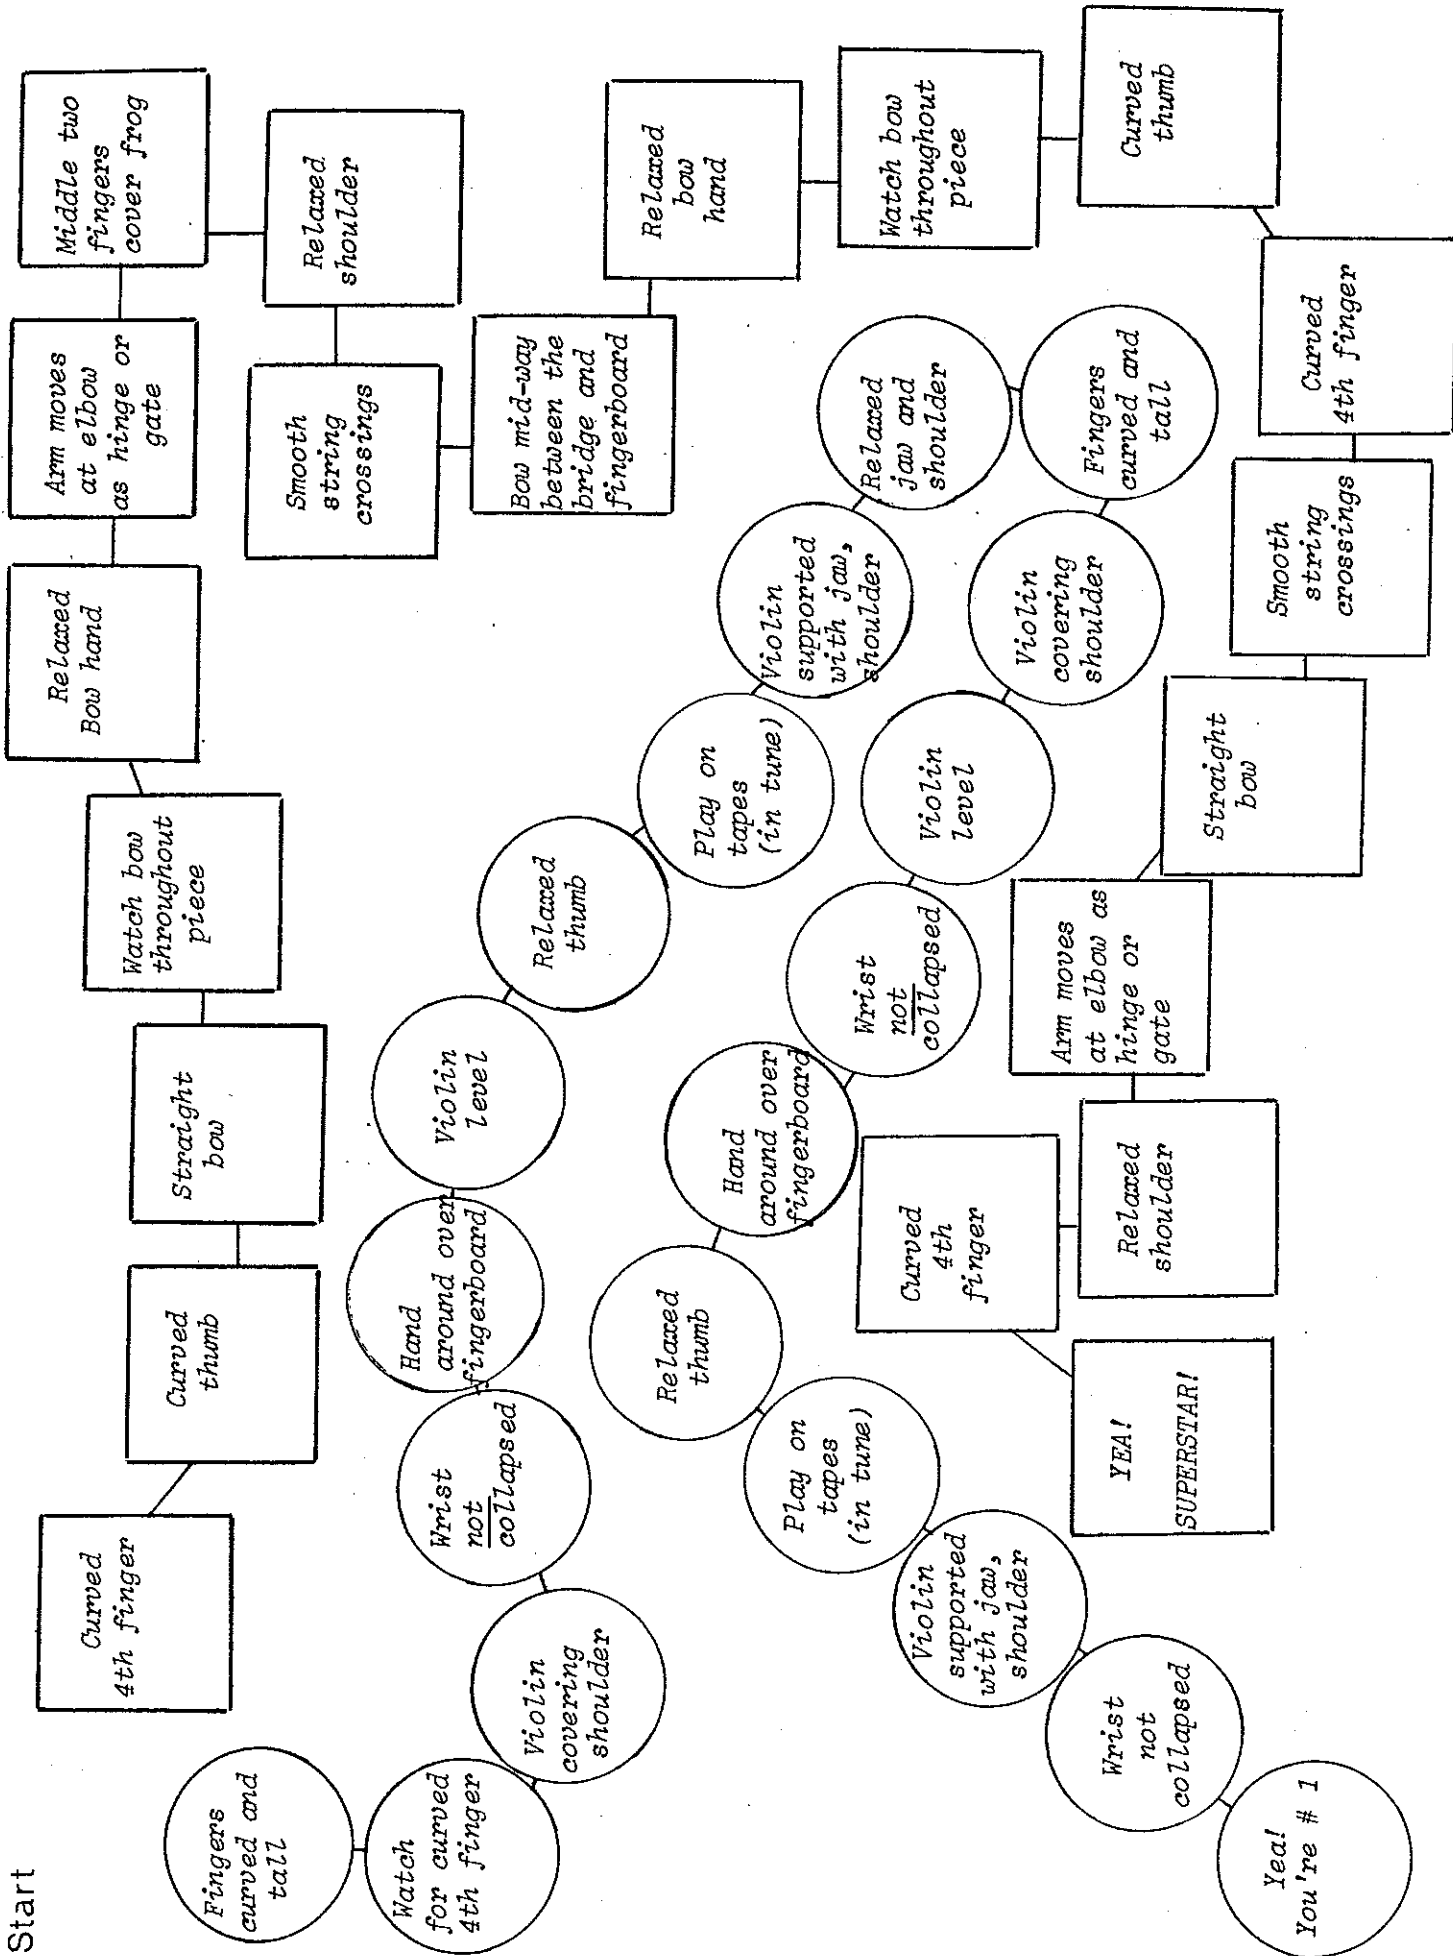 Start
Curved
4th finger
Curved
thumb
Straight
bow
Watch bow
throughout
piece
Relaxed
Bow hand
Arm moves
at elbow
as hinge or
gate
Middle two
fingers
cover frog
Relaxed
shoulder
Smooth
string
crossings
Bow mid-way
between the
bridge and
fingerboard
Relaxed
bow
hand
Watch bow
throughout
piece
Curved
thumb
Curved
4th finger
Smooth
string
crossings
Straight
bow
Arm moves
at elbow as
hinge or
gate
Relaxed
shoulder
Curved
4th
finger
YEA!
SUPERSTAR!
Fingers
curved and
tall
Watch
for curved
4th finger
Violin
covering
shoulder
Wrist
not
collapsed
Hand
around over
fingerboard
Violin
level
Relaxed
thumb
Play on
tapes
(in tune)
Violin
supported
with jaw,
shoulder
Relaxed
jaw and
shoulder
Fingers
curved and
tall
Violin
covering
shoulder
Violin
level
Wrist
not
collapsed
Hand
around over
fingerboard
Relaxed
thumb
Play on
tapes
(in tune)
Violin
supported
with jaw,
shoulder
Wrist
not
collapsed
Yea!
You're # 1